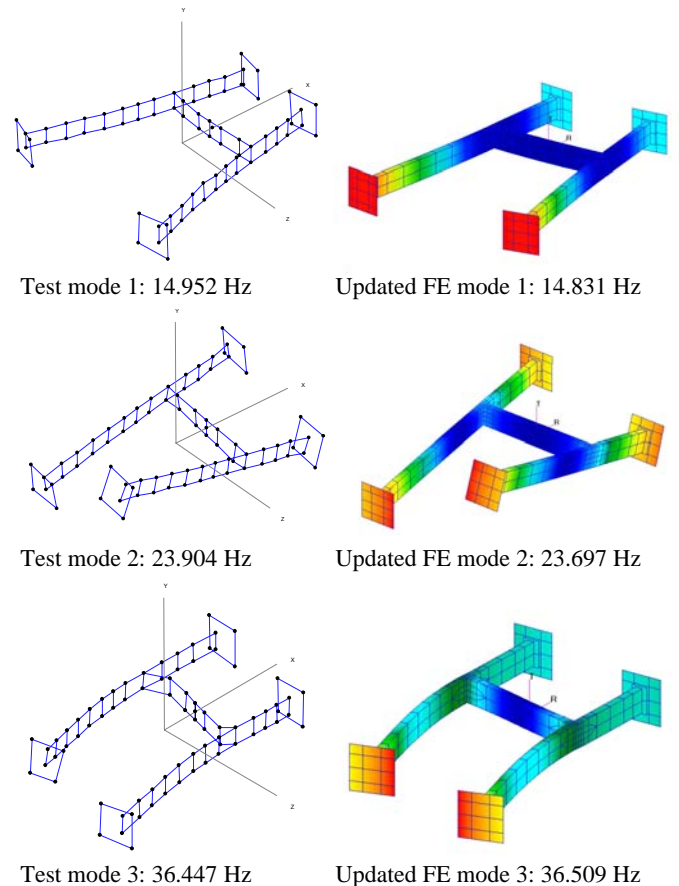 Y
X
Z
R
Test mode 1: 14.952 Hz Updated FE mode 1: 14.831 Hz
Y
X
Z
R
Test mode 2: 23.904 Hz Updated FE mode 2: 23.697 Hz
Y
X
Z
R
Test mode 3: 36.447 Hz Updated FE mode 3: 36.509 Hz